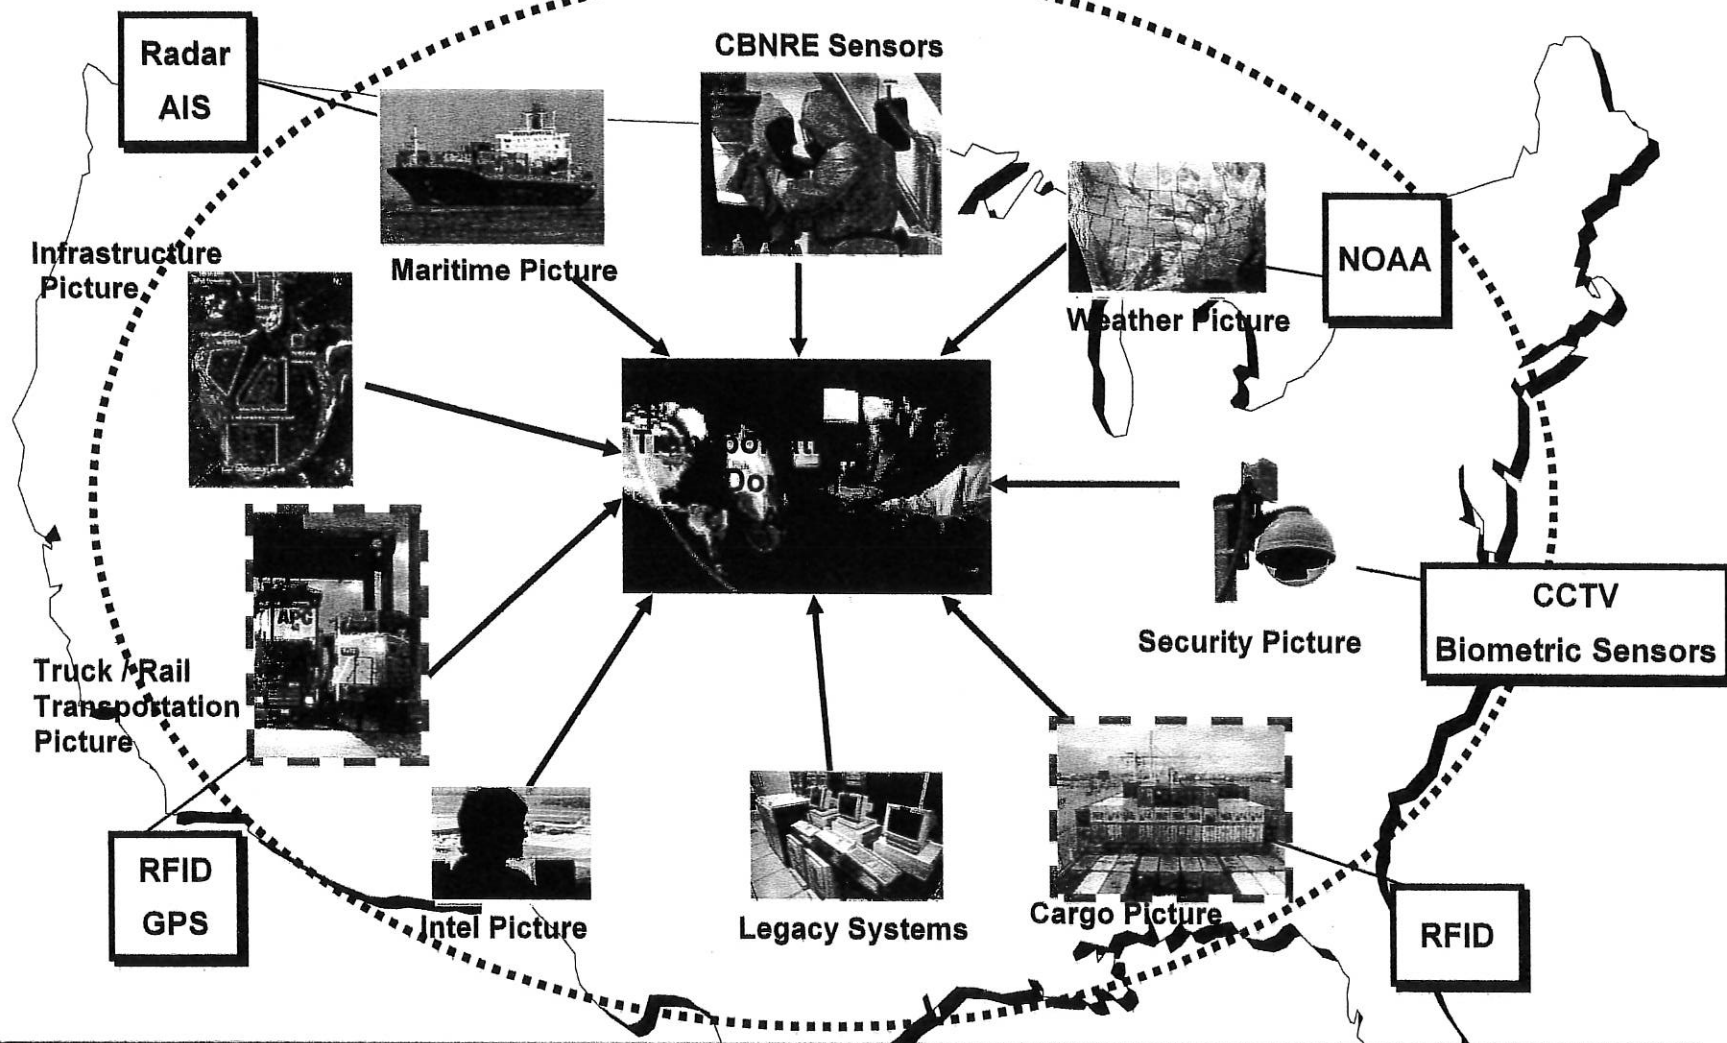 Radar
AIS
CBNRE Sensors
Infrastructure
Picture
Maritime Picture
NOAA
Weather Picture
APC
Security Picture
CCTV
Biometric Sensors
Truck / Rail
Transportation
Picture
RFID
GPS
Intel Picture
Legacy Systems
Cargo Picture
RFID